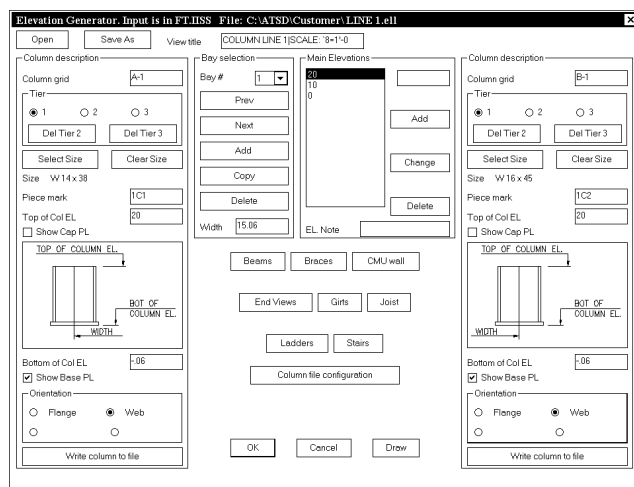 Elevation Generator. Input is in FT.IISS File: C:\ATSD\Customer\ LINE 1.ell
Open
Save As
View title
COLUMN LINE 1|SCALE: `8=1'-0
Column description
Column grid
A-1
Tier
1
2
3
Del Tier 2
Del Tier 3
Select Size
Clear Size
Size W 14 x 38
Piece mark
1C1
Top of Col EL
20
Show Cap PL
TOP OF COLUMN EL.
BOT OF
COLUMN EL.
WIDTH
Bottom of Col EL
-.06
Show Base PL
Orientation
Flange
Web
Write column to file
Bay selection
Bay #
1
Prev
Next
Add
Copy
Delete
Width
15.06
Main Elevations
20
10
0
Add
Change
Delete
EL. Note
Beams
Braces
CMU wall
End Views
Girts
Joist
Ladders
Stairs
Column file configuration
OK
Cancel
Draw
Column description
Column grid
B-1
Tier
1
2
3
Del Tier 2
Del Tier 3
Select Size
Clear Size
Size W 16 x 45
Piece mark
1C2
Top of Col EL
20
Show Cap PL
TOP OF COLUMN EL.
BOT OF
COLUMN EL.
WIDTH
Bottom of Col EL
-.06
Show Base PL
Orientation
Flange
Web
Write column to file